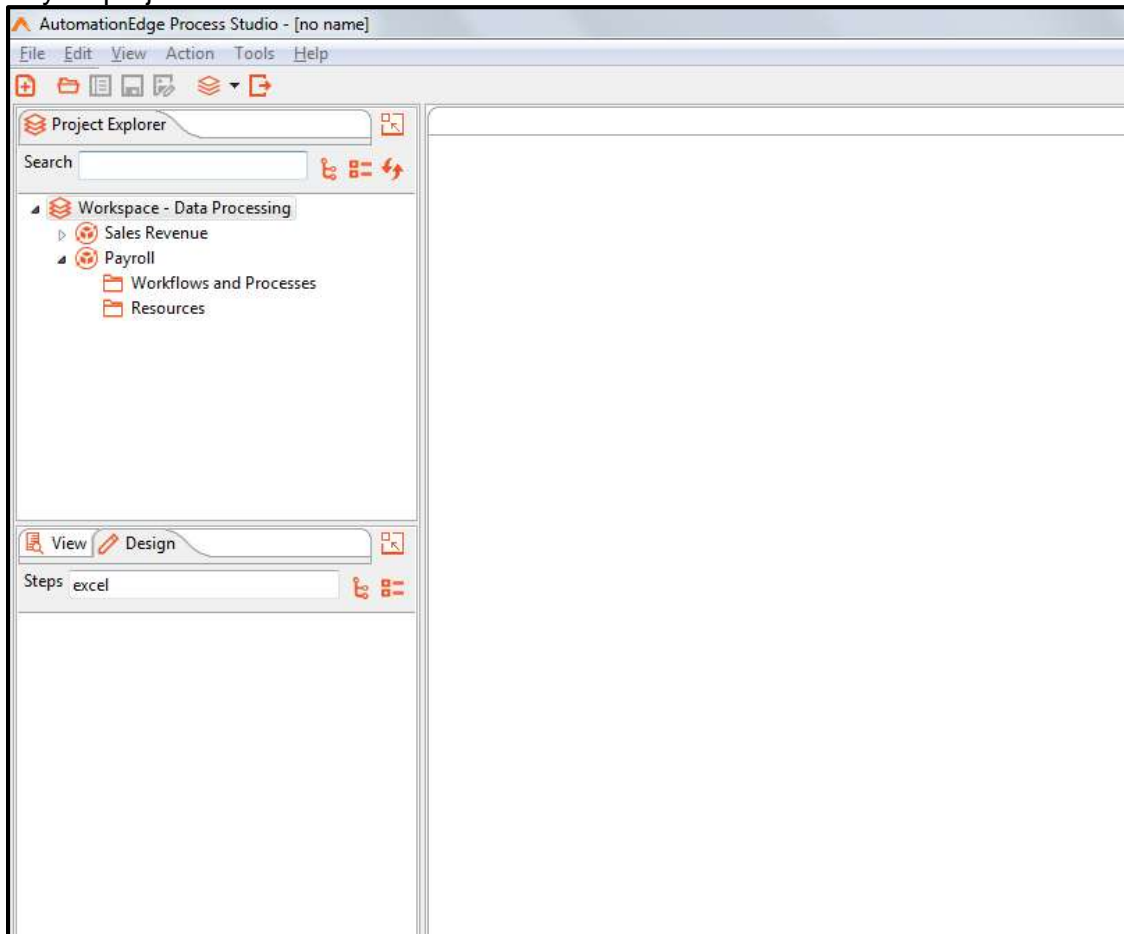 AutomationEdge Process Studio - [no name]
File Edit View Action Tools Help
Project Explorer
Search
Workspace - Data Processing
Sales Revenue
Payroll
Workflows and Processes
Resources
View Design
Steps excel